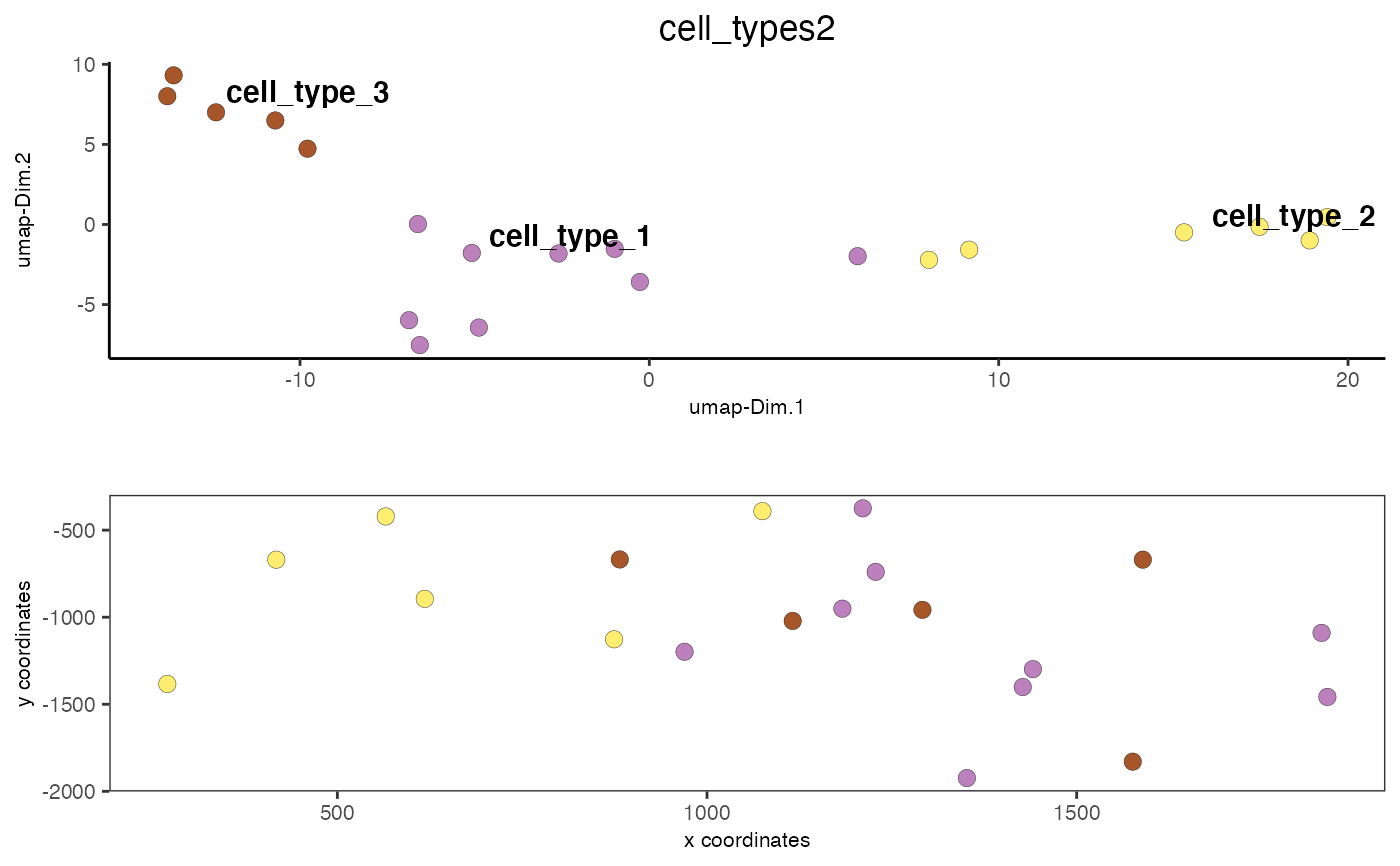 cell_types2
10
5
0
-5
umap-Dim.2
cell_type_3
cell_type_1
cell_type_2
-10
0
10
20
umap-Dim.1
-500
-1000
-1500
-2000
y coordinates
500
1000
1500
x coordinates